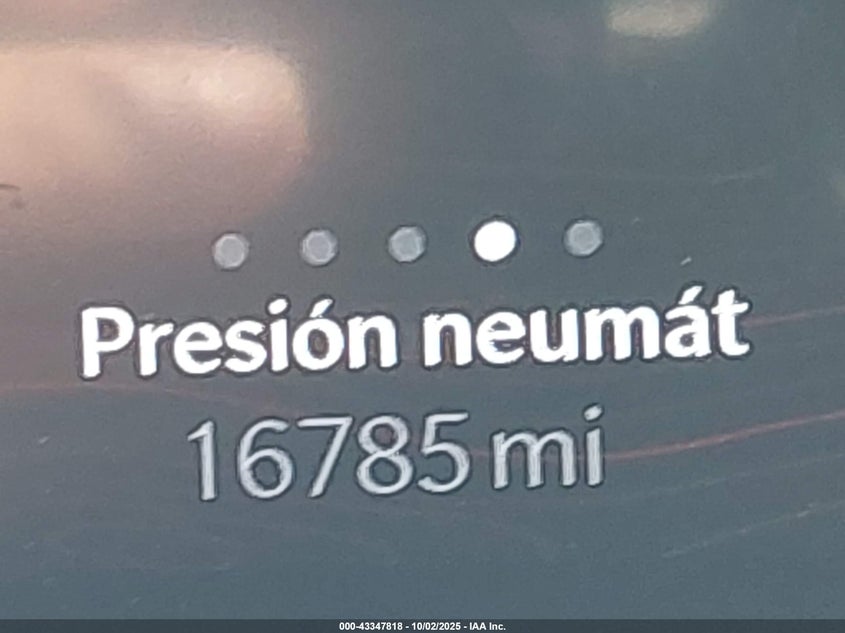 Presión neumát
16785 mi
000-43347818 - 10/02/2025 - IAA Inc.